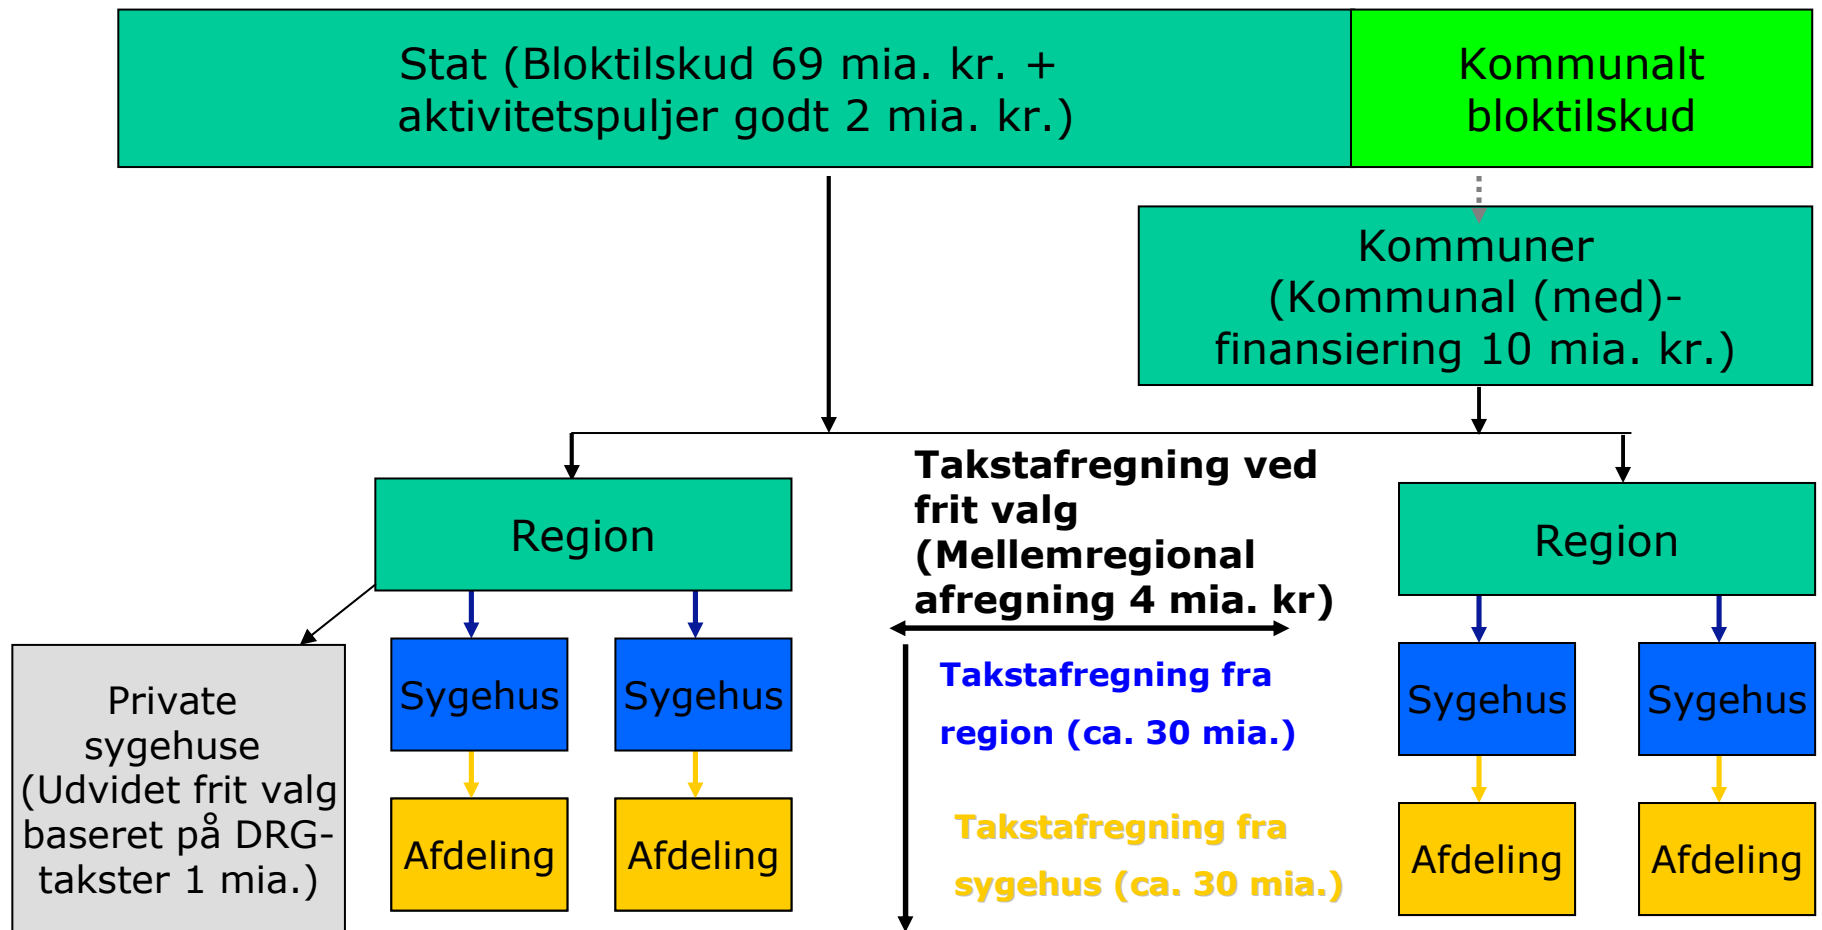 Stat (Bloktilskud 69 mia. kr. +
aktivitetspuljer godt 2 mia. kr.)
Kommunalt
bloktilskud
Kommuner
(Kommunal (med)-
finansiering 10 mia. kr.)
Takstafregning ved
frit valg
(Mellemregional
afregning 4 mia. kr)
Region
Region
Private
sygehuse
(Udvidet frit valg
baseret på DRG-
takster 1 mia.)
Sygehus
Sygehus
Takstafregning fra
region (ca. 30 mia.)
Sygehus
Sygehus
Afdeling
Afdeling
Takstafregning fra
sygehus (ca. 30 mia.)
Afdeling
Afdeling